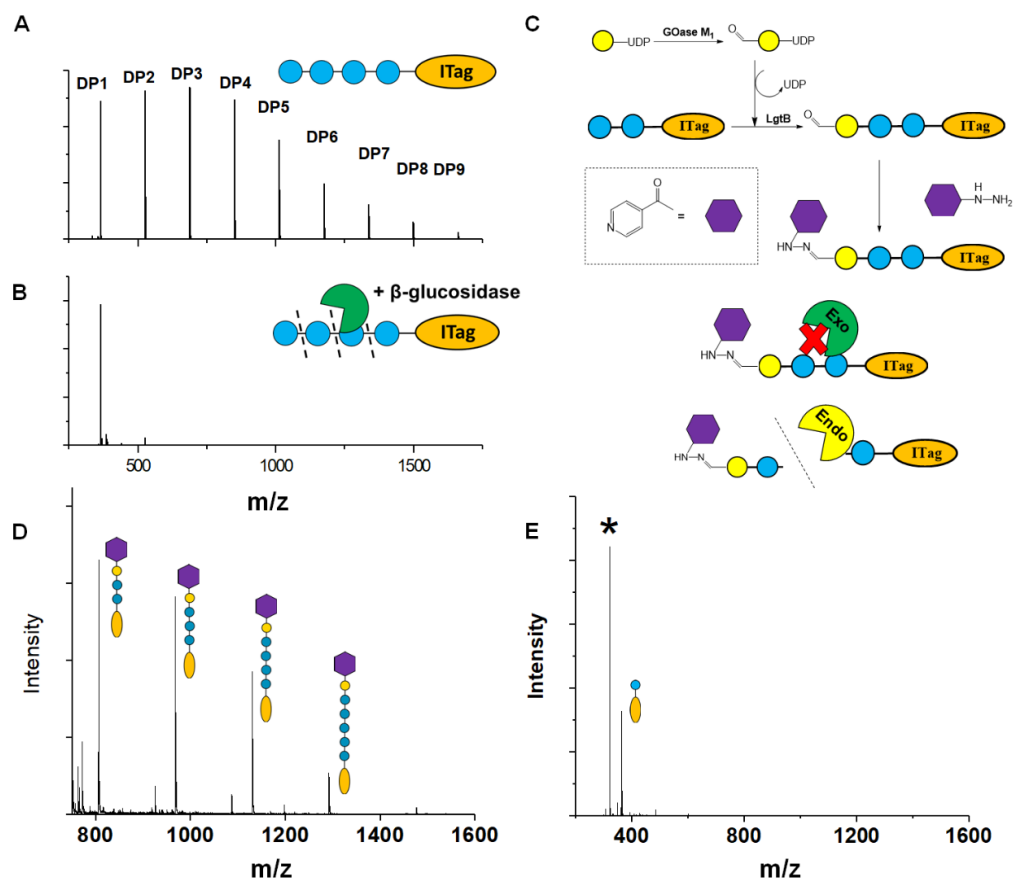 A
DP1
DP2
DP3
DP4
DP5
DP6
DP7
DP8
DP9
ITag
B
+ β-glucosidase
ITag
500
1000
1500
m/z
C
UDP
GOase M1
O
UDP
UDP
ITag
LgtB
O
ITag
O
N
=
H
N
NH2
HN
N
ITag
Exo
HN
N
ITag
Endo
HN
N
ITag
D
Intensity
800
1000
1200
1400
1600
m/z
E
*
Intensity
400
800
1200
1600
m/z